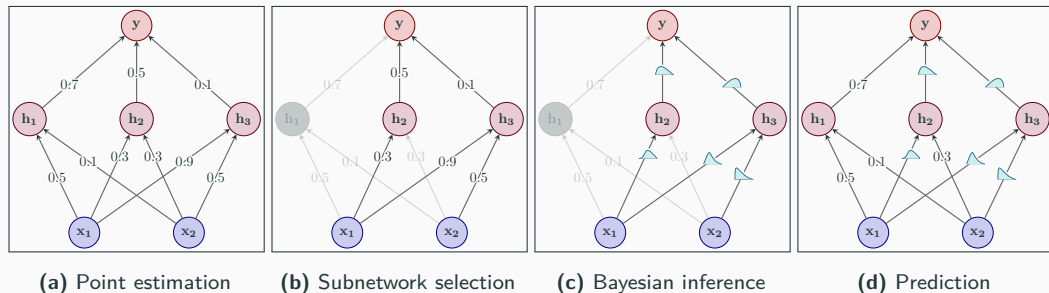 y
0.7
0.5
0.1
h1
h2
h3
0.1 0.3 0.3 0.9
0.5 0.5
x1
x2
(a) Point estimation
y
0.7
0.5
0.1
h1
h2
h3
0.1 0.3 0.3 0.9
0.5 0.5
x1
x2
(b) Subnetwork selection
y
0.7
h1
h2
h3
0.1 0.3
0.5
x1
x2
(c) Bayesian inference
y
0.7
h1
h2
h3
0.1 0.3
0.5
x1
x2
(d) Prediction